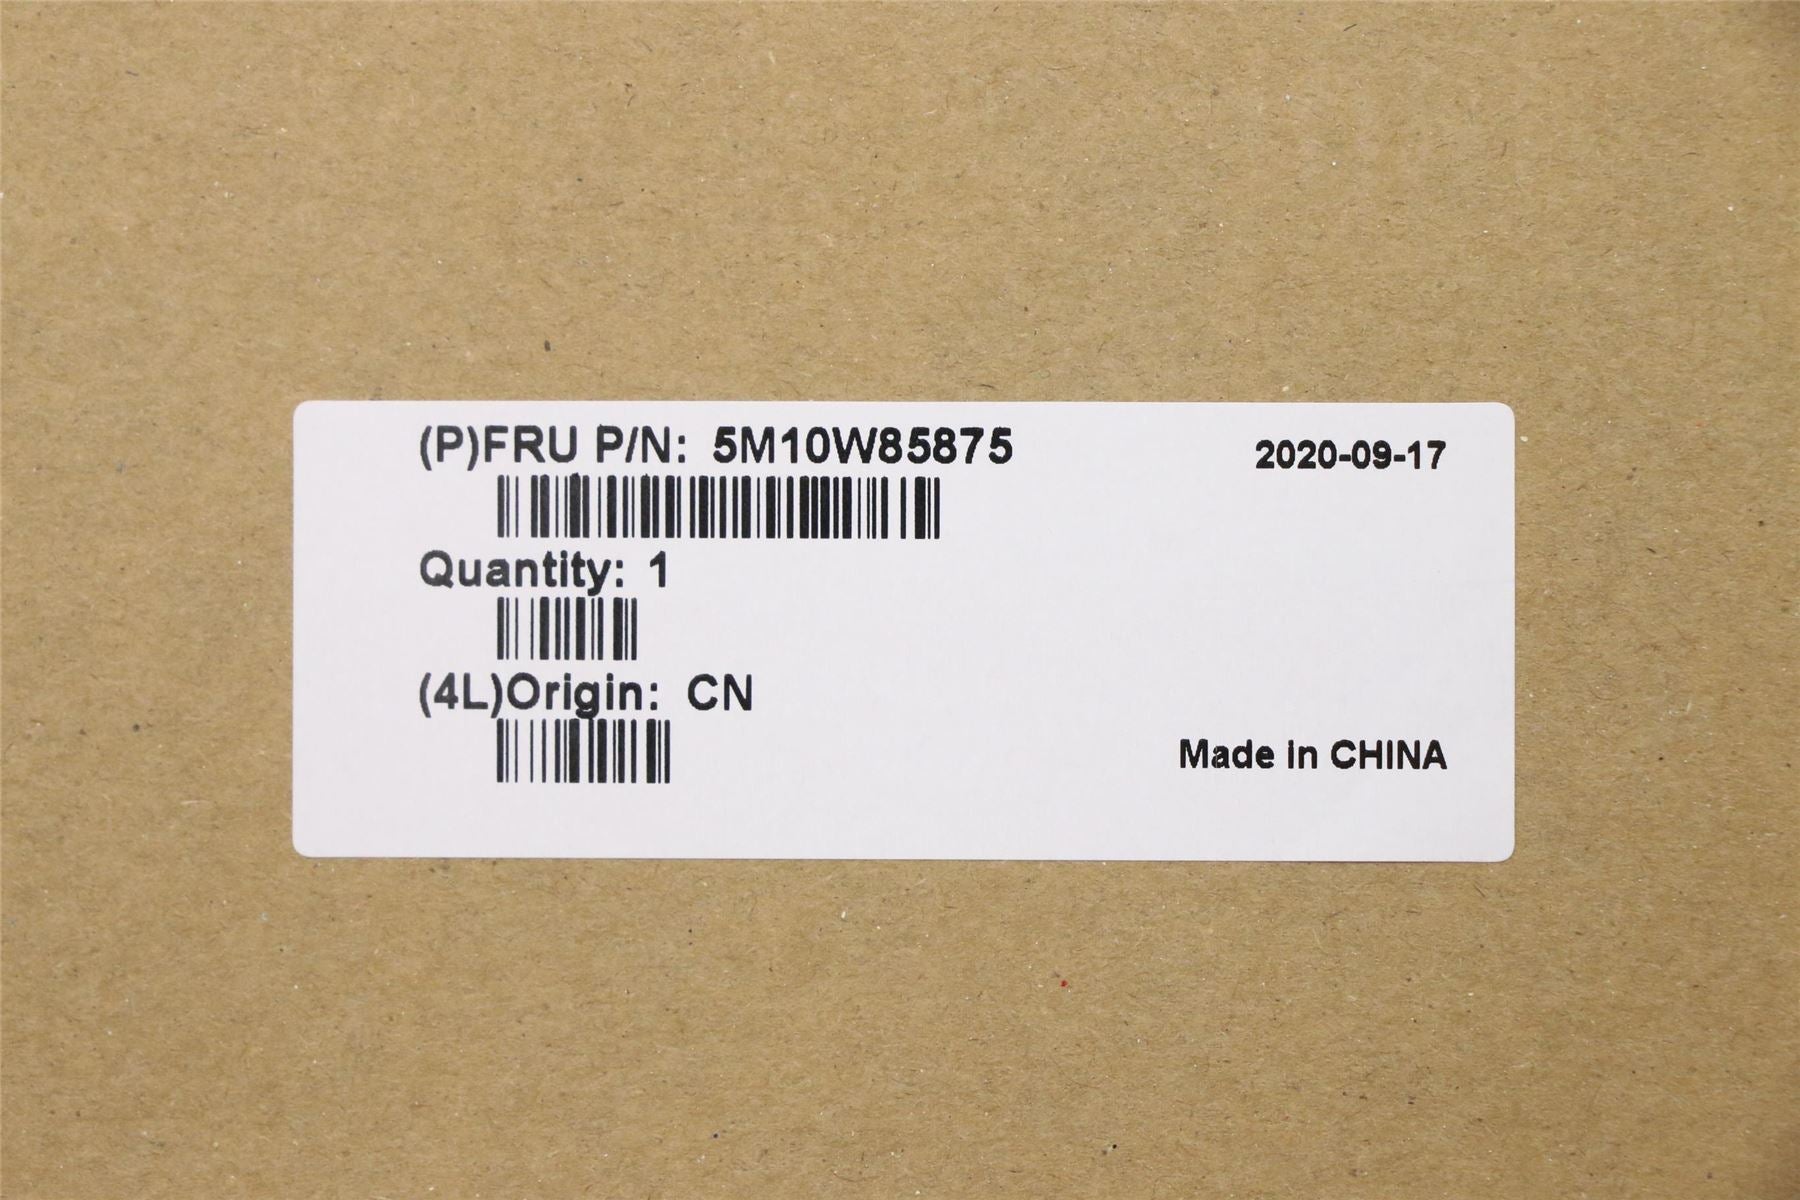 (P)FRU P/N: 5M10W85875
2020-09-17
Quantity: 1
(4L)Origin: CN
Made in CHINA